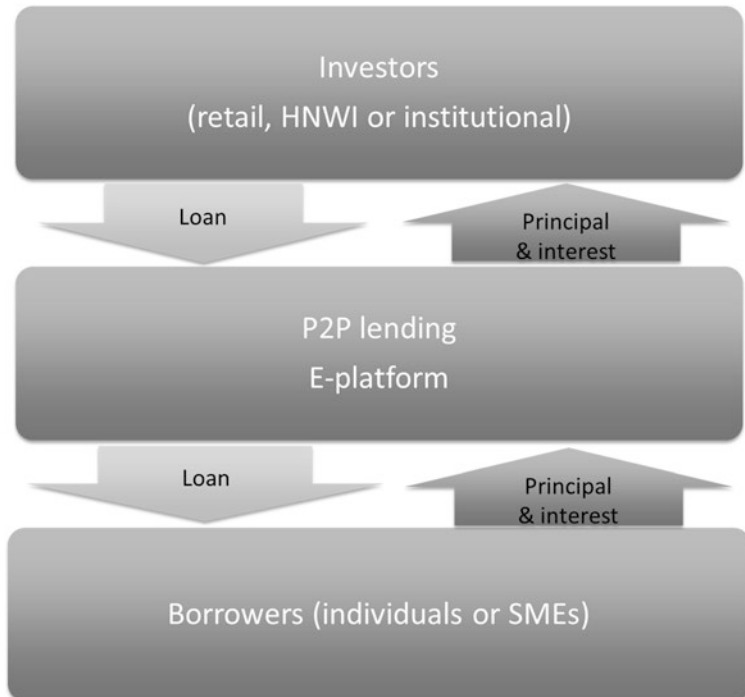 Investors
(retail, HNWI or institutional)
Loan
Principal
& interest
P2P lending
E-platform
Loan
Principal
& interest
Borrowers (individuals or SMEs)